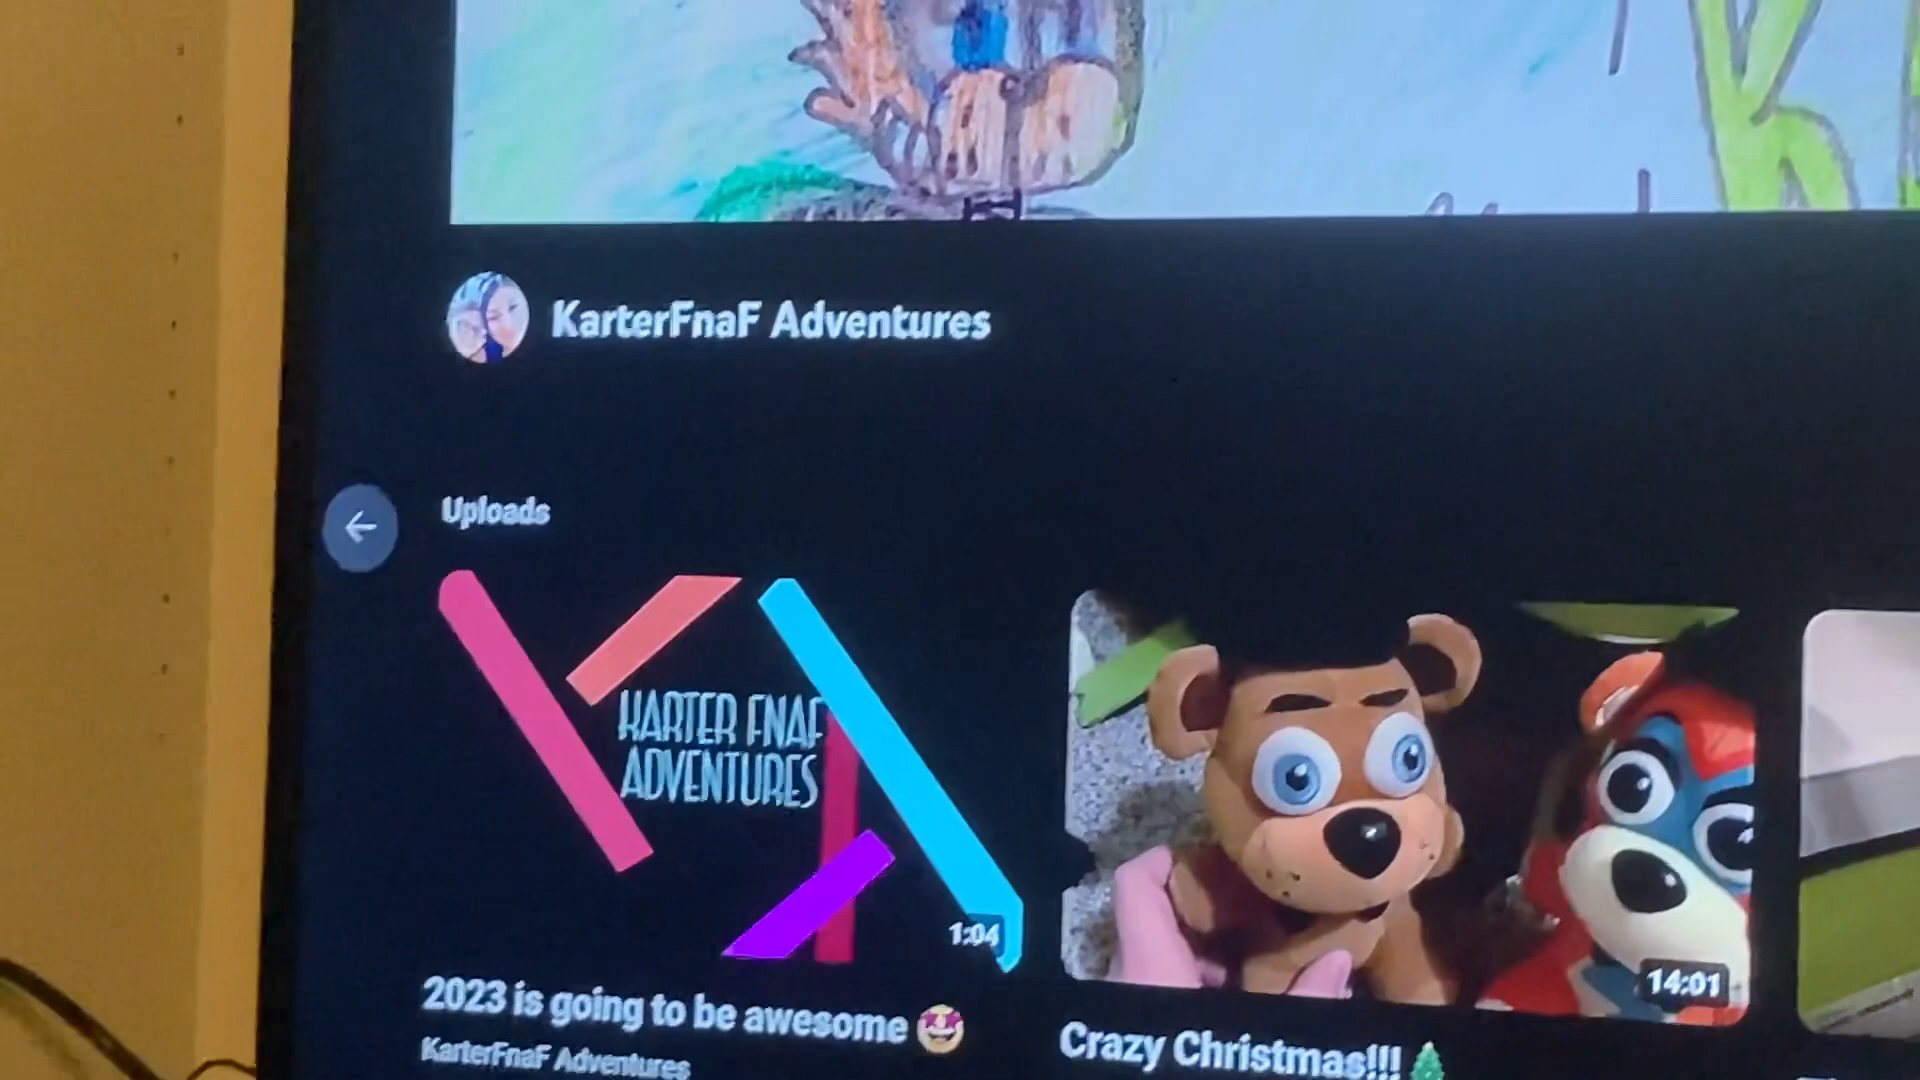 KarterFnaF Adventures
Uploads
KARTER FNAF
ADVENTURES
1:04
14:01
2023 is going to be awesome 🤩
KarterFnaF Adventures
Crazy Christmas!!! 🎄